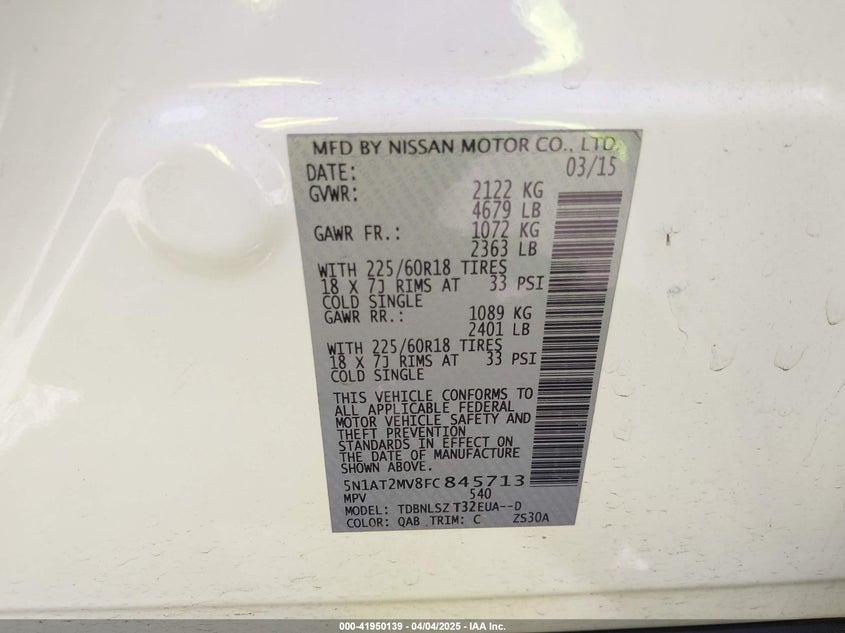 MFD BY NISSAN MOTOR CO., LTD.
DATE: 03/15
GVWR: 2122 KG
4679 LB
GAWR FR.: 1072 KG
2363 LB
WITH 225/60R18 TIRES
18 X 7J RIMS AT 33 PSI
COLD SINGLE
GAWR RR.: 1089 KG
2401 LB
WITH 225/60R18 TIRES
18 X 7J RIMS AT 33 PSI
COLD SINGLE
THIS VEHICLE CONFORMS TO
ALL APPLICABLE FEDERAL
MOTOR VEHICLE SAFETY AND
THEFT PREVENTION
STANDARDS IN EFFECT ON
THE DATE OF MANUFACTURE
SHOWN ABOVE.
5N1AT2MV8FC845713
MPV 540
MODEL: TDBNLSZ T32EUA--D
COLOR: QAB TRIM: C ZS30A
000-41950139 - 04/04/2025 - IAA Inc.